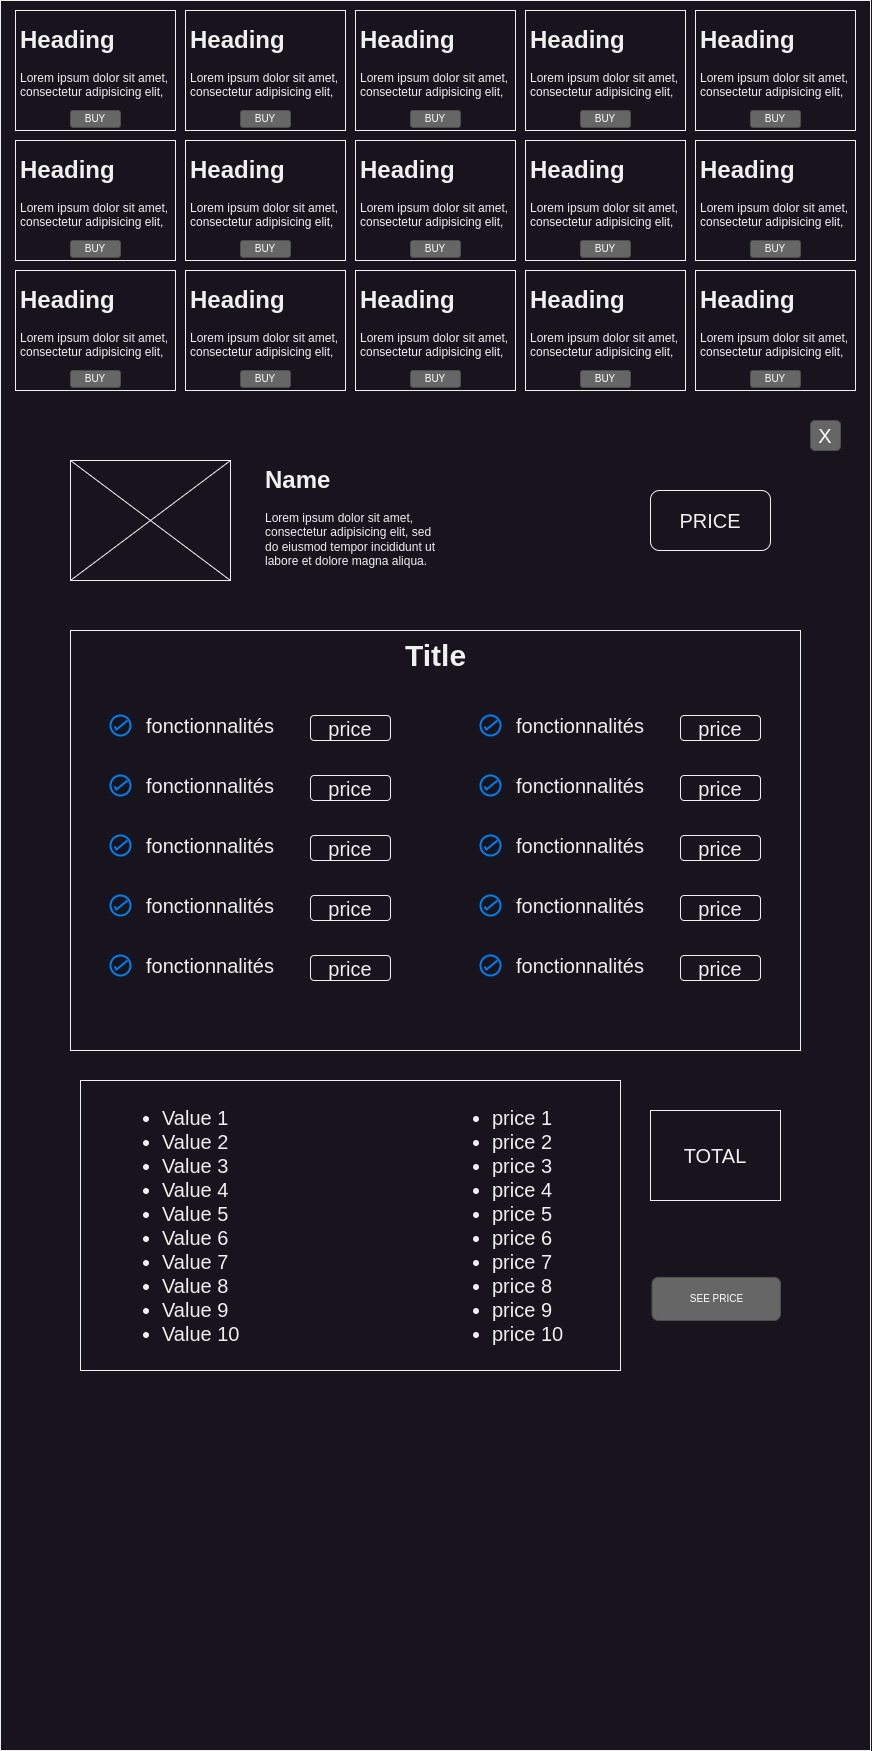 Heading Heading Heading Heading Heading
Lorem ipsum dolor sit amet, Lorem ipsum dolor sit amet, Lorem ipsum dolor sit amet, Lorem ipsum dolor sit amet, Lorem ipsum dolor sit amet,
consectetur adipisicing elit, consectetur adipisicing elit, consectetur adipisicing elit, consectetur adipisicing elit, consectetur adipisicing elit,
BUY BUY BUY BUY BUY
Heading Heading Heading Heading Heading
Lorem ipsum dolor sit amet, Lorem ipsum dolor sit amet, Lorem ipsum dolor sit amet, Lorem ipsum dolor sit amet, Lorem ipsum dolor sit amet,
consectetur adipisicing elit, consectetur adipisicing elit, consectetur adipisicing elit, consectetur adipisicing elit, consectetur adipisicing elit,
BUY BUY BUY BUY BUY
Heading Heading Heading Heading Heading
Lorem ipsum dolor sit amet, Lorem ipsum dolor sit amet, Lorem ipsum dolor sit amet, Lorem ipsum dolor sit amet, Lorem ipsum dolor sit amet,
consectetur adipisicing elit, consectetur adipisicing elit, consectetur adipisicing elit, consectetur adipisicing elit, consectetur adipisicing elit,
BUY BUY BUY BUY BUY
X
Name
Lorem ipsum dolor sit amet,
consectetur adipisicing elit, sed
do eiusmod tempor incididunt ut
labore et dolore magna aliqua.
PRICE
Title
fonctionnalités price fonctionnalités price
fonctionnalités price fonctionnalités price
fonctionnalités price fonctionnalités price
fonctionnalités price fonctionnalités price
fonctionnalités price fonctionnalités price
• Value 1 • price 1
• Value 2 • price 2
• Value 3 • price 3
• Value 4 • price 4
• Value 5 • price 5
• Value 6 • price 6
• Value 7 • price 7
• Value 8 • price 8
• Value 9 • price 9
• Value 10 • price 10
TOTAL
SEE PRICE